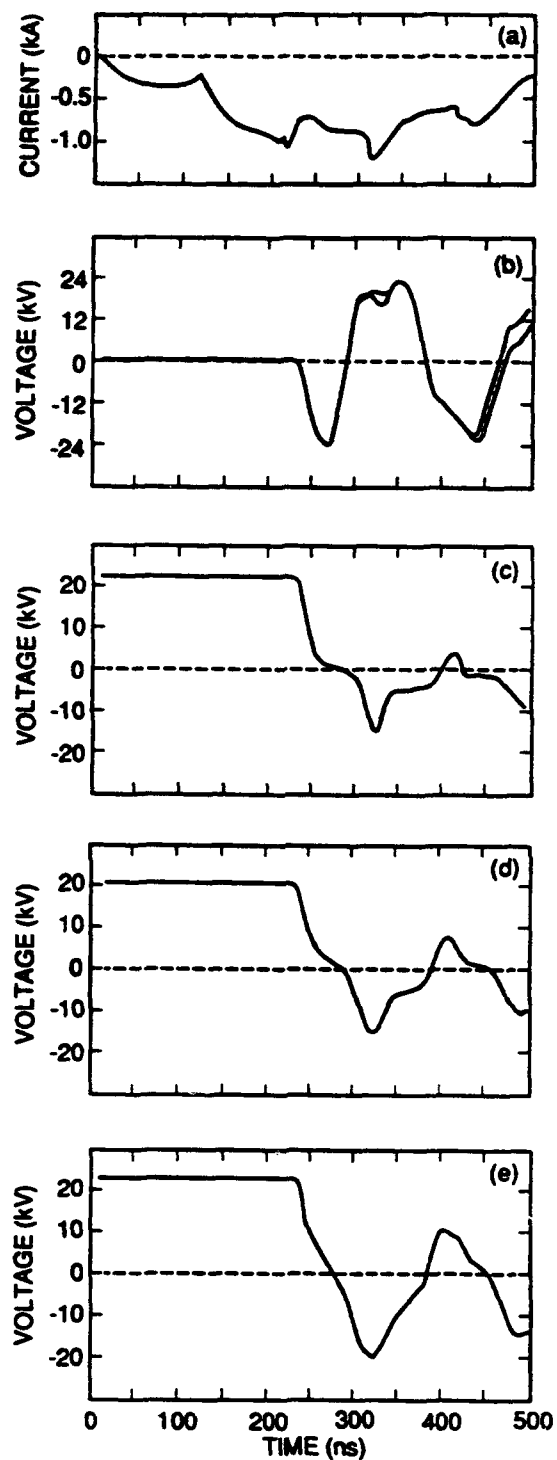 (a)
CURRENT (kA)
0
-0.5
-1.0
(b)
VOLTAGE (kV)
24
12
0
-12
-24
(c)
VOLTAGE (kV)
20
10
0
-10
-20
(d)
VOLTAGE (kV)
20
10
0
-10
-20
(e)
VOLTAGE (kV)
20
10
0
-10
-20
0 100 200 300 400 500
TIME (ns)